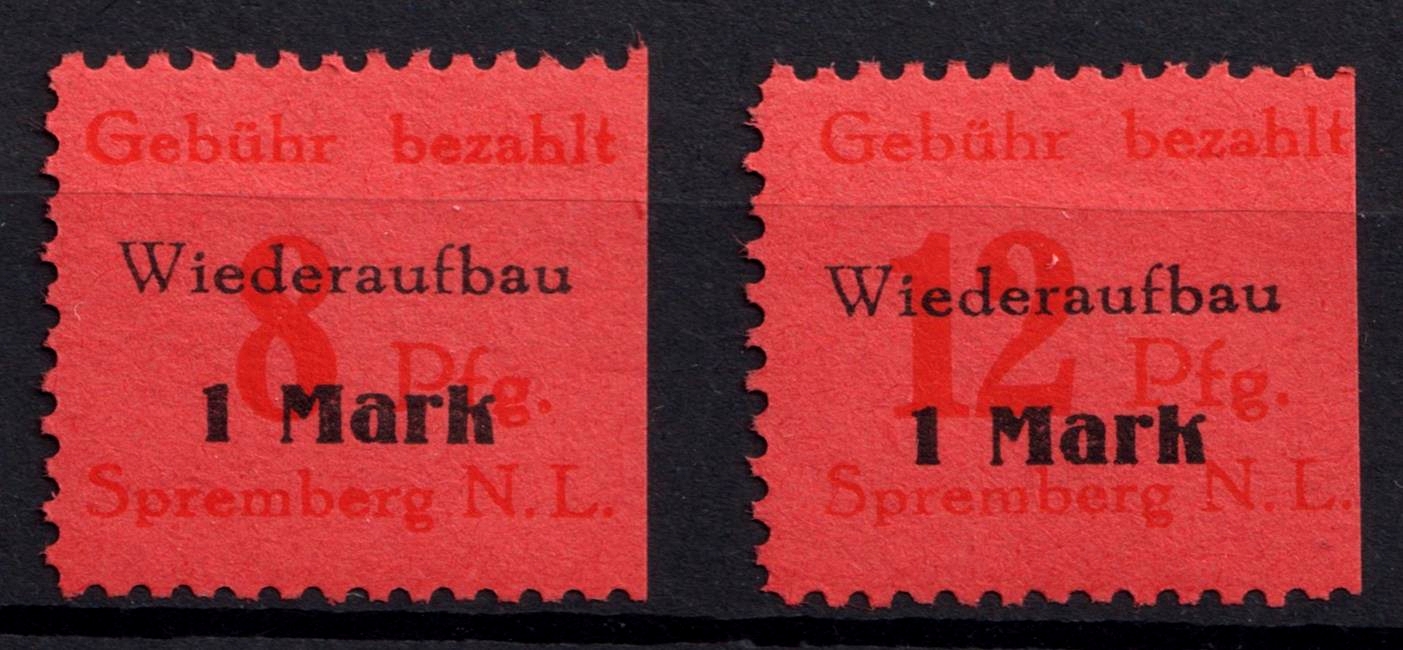 Gebühr bezahlt
Wiederaufbau
8 Pfg.
1 Mark
Spremberg N.L.
Gebühr bezahlt
Wiederaufbau
12 Pfg.
1 Mark
Spremberg N.L.